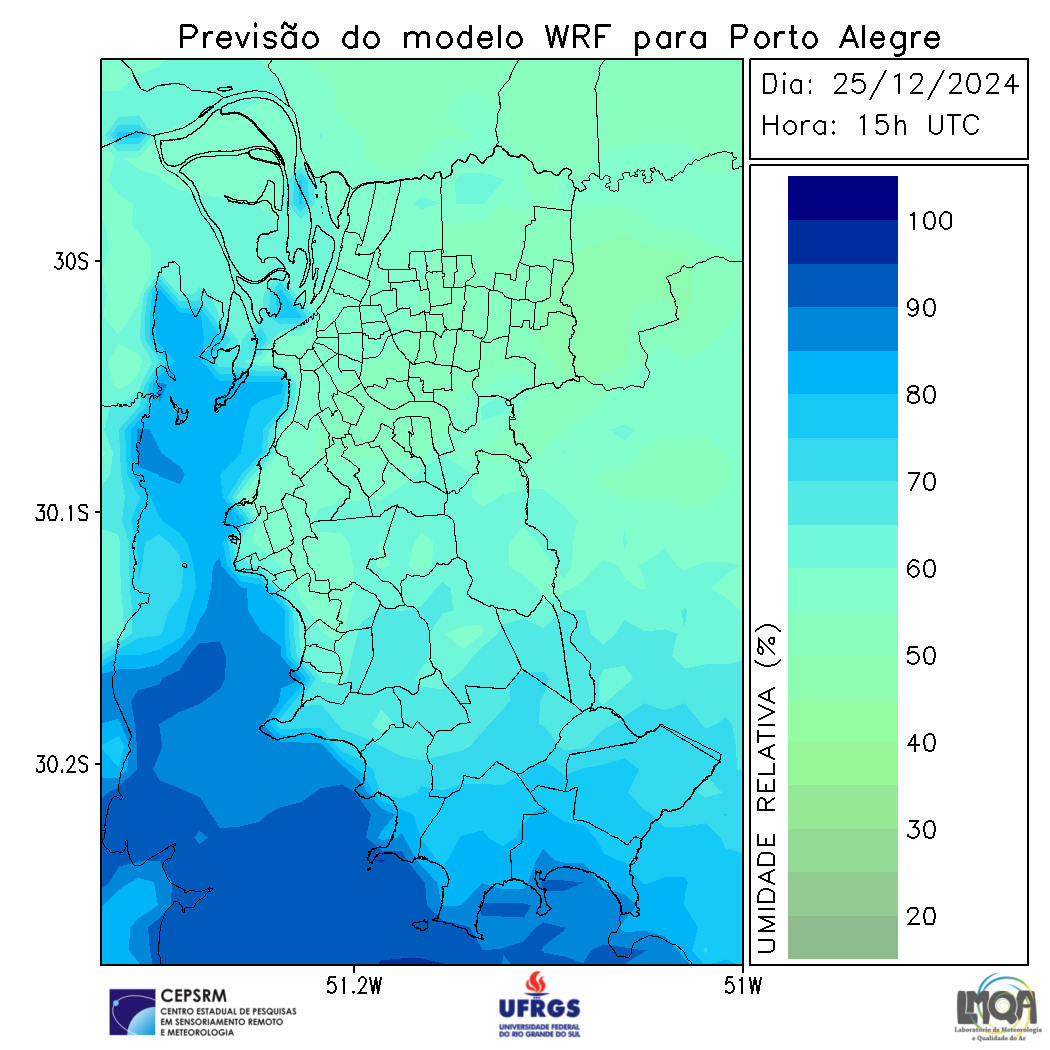 Previsão do modelo WRF para Porto Alegre
Dia: 25/12/2024
Hora: 15h UTC
30S
30.1S
30.2S
51.2W
51W
100
90
80
70
60
50
40
30
20
UMIDADE RELATIVA (%)
CEPSRM
CENTRO ESTADUAL DE PESQUISAS
EM SENSORIAMENTO REMOTO
E METEOROLOGIA
UFRGS
UNIVERSIDADE FEDERAL
DO RIO GRANDE DO SUL
LMQA
Laboratório de Meteorologia
e Qualidade do Ar